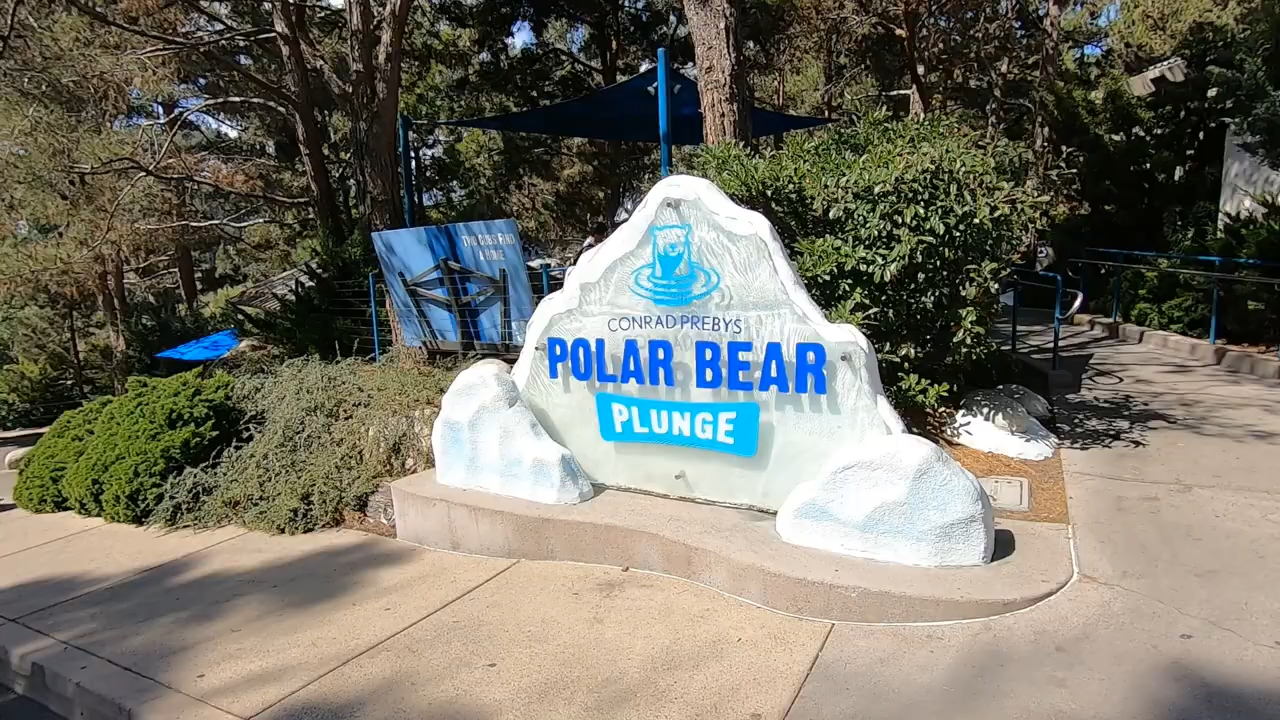 TWO CUBS FIND
A HOME
CONRAD PREBYS
POLAR BEAR
PLUNGE